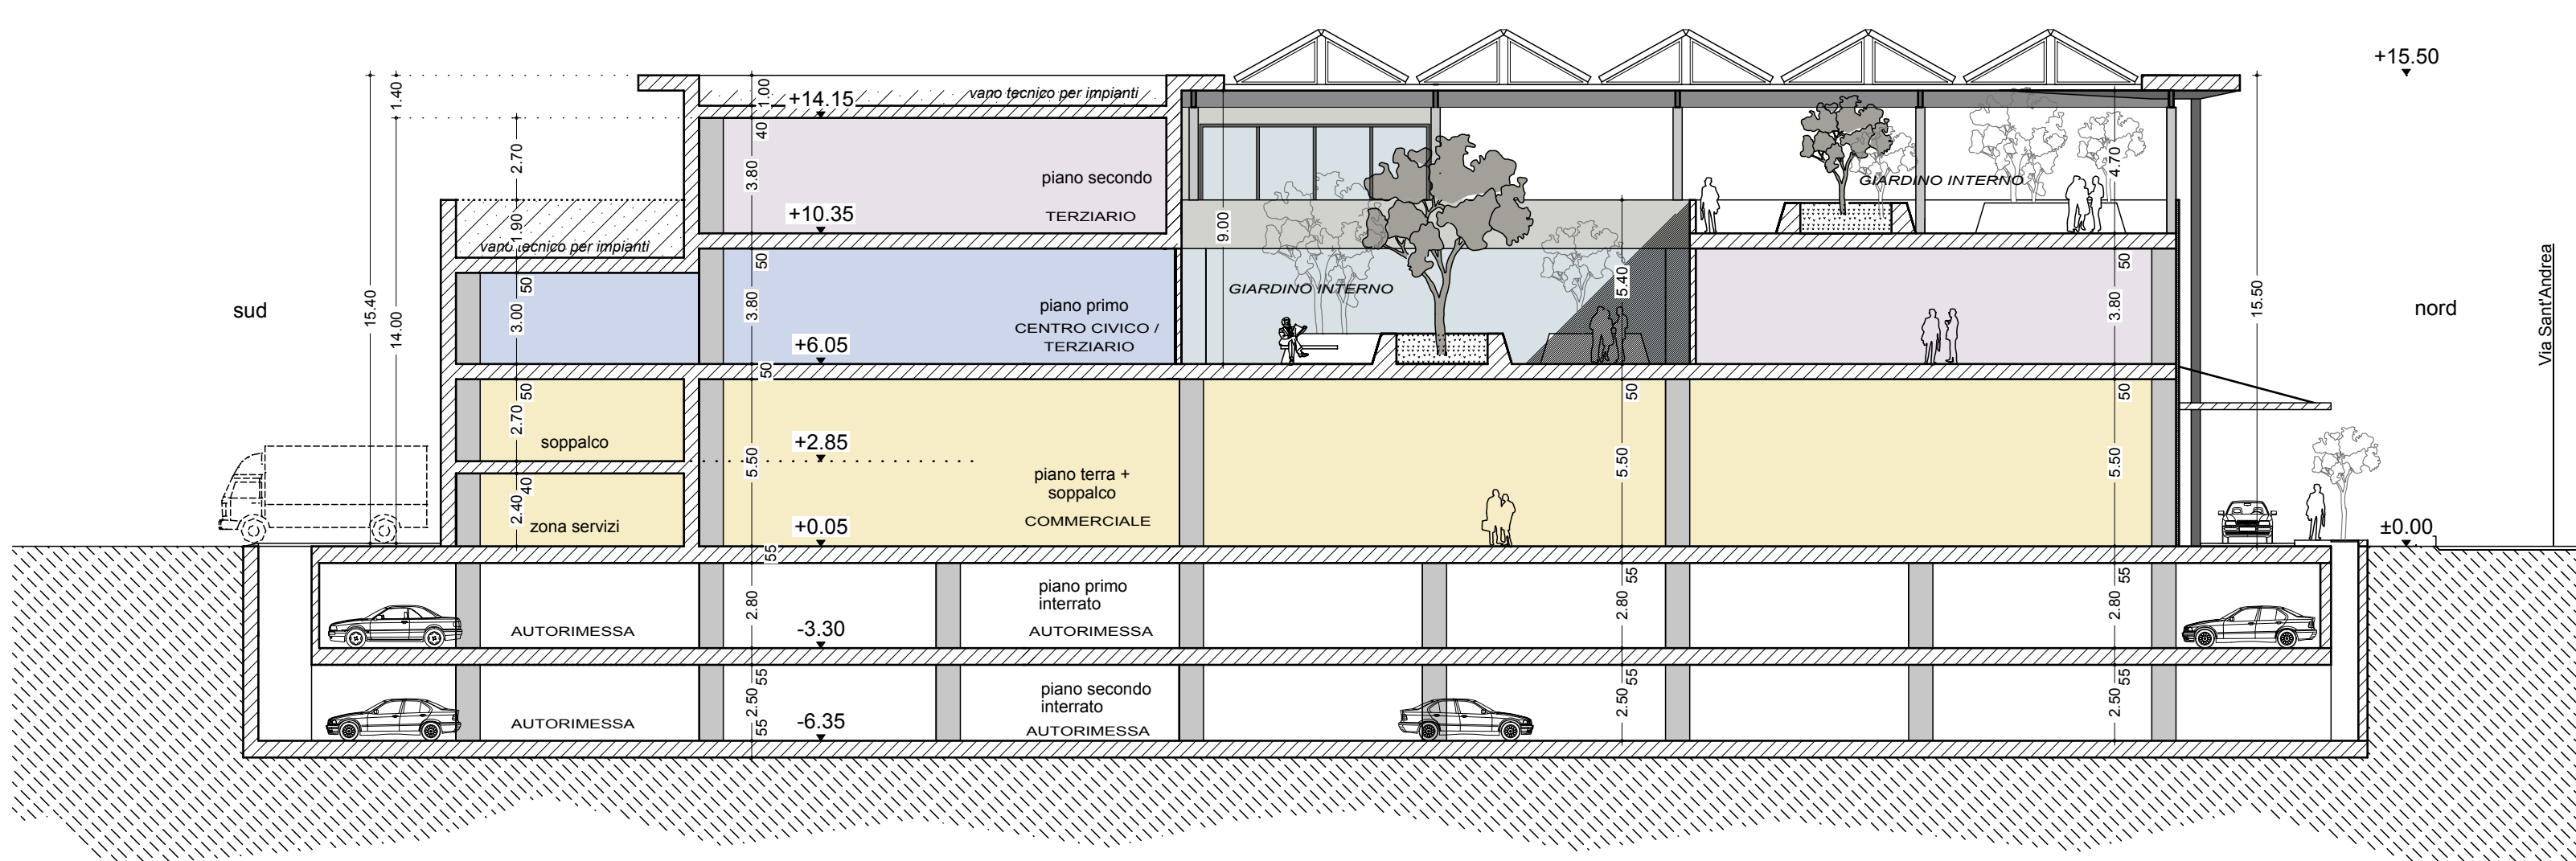 +15.50
1.40
1.00
+14.15
vano tecnico per impianti
40
2.70
3.80
piano secondo
4.70
GIARDINO INTERNO
+10.35
TERZIARIO
9.00
1.90
vano tecnico per impianti
50
50
50
5.40
GIARDINO INTERNO
sud
15.40
14.00
3.00
3.80
piano primo
CENTRO CIVICO /
TERZIARIO
3.80
15.50
nord
Via Sant'Andrea
+6.05
50
50
50
50
2.70
soppalco
+2.85
5.50
piano terra +
soppalco
5.50
5.50
40
2.40
zona servizi
+0.05
COMMERCIALE
±0.00
55
55
55
2.80
piano primo
interrato
2.80
2.80
AUTORIMESSA
-3.30
AUTORIMESSA
55
55
55
2.50
piano secondo
interrato
2.50
2.50
AUTORIMESSA
55
-6.35
AUTORIMESSA